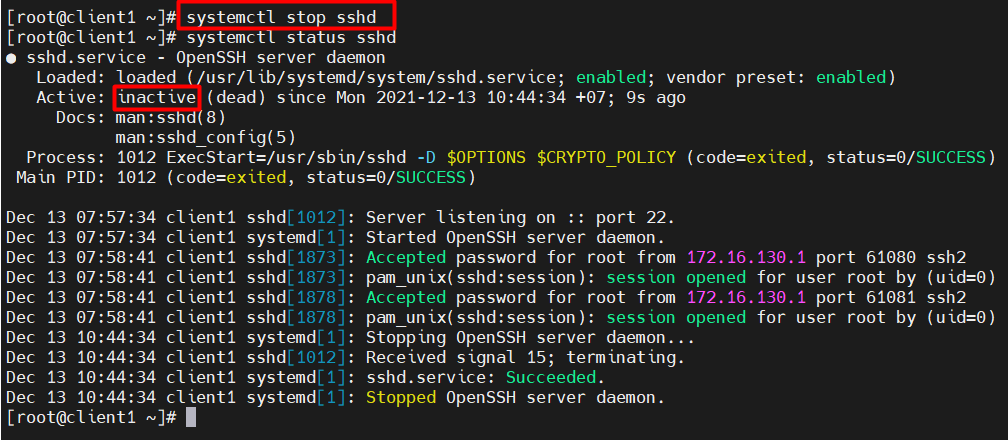 [root@client1 ~]# systemctl stop sshd
[root@client1 ~]# systemctl status sshd
● sshd.service - OpenSSH server daemon
   Loaded: loaded (/usr/lib/systemd/system/sshd.service; enabled; vendor preset: enabled)
   Active: inactive (dead) since Mon 2021-12-13 10:44:34 +07; 9s ago
     Docs: man:sshd(8)
           man:sshd_config(5)
  Process: 1012 ExecStart=/usr/sbin/sshd -D $OPTIONS $CRYPTO_POLICY (code=exited, status=0/SUCCESS)
 Main PID: 1012 (code=exited, status=0/SUCCESS)

Dec 13 07:57:34 client1 sshd[1012]: Server listening on :: port 22.
Dec 13 07:57:34 client1 systemd[1]: Started OpenSSH server daemon.
Dec 13 07:58:41 client1 sshd[1873]: Accepted password for root from 172.16.130.1 port 61080 ssh2
Dec 13 07:58:41 client1 sshd[1873]: pam_unix(sshd:session): session opened for user root by (uid=0)
Dec 13 07:58:41 client1 sshd[1878]: Accepted password for root from 172.16.130.1 port 61081 ssh2
Dec 13 07:58:41 client1 sshd[1878]: pam_unix(sshd:session): session opened for user root by (uid=0)
Dec 13 10:44:34 client1 systemd[1]: Stopping OpenSSH server daemon...
Dec 13 10:44:34 client1 sshd[1012]: Received signal 15; terminating.
Dec 13 10:44:34 client1 systemd[1]: sshd.service: Succeeded.
Dec 13 10:44:34 client1 systemd[1]: Stopped OpenSSH server daemon.
[root@client1 ~]#